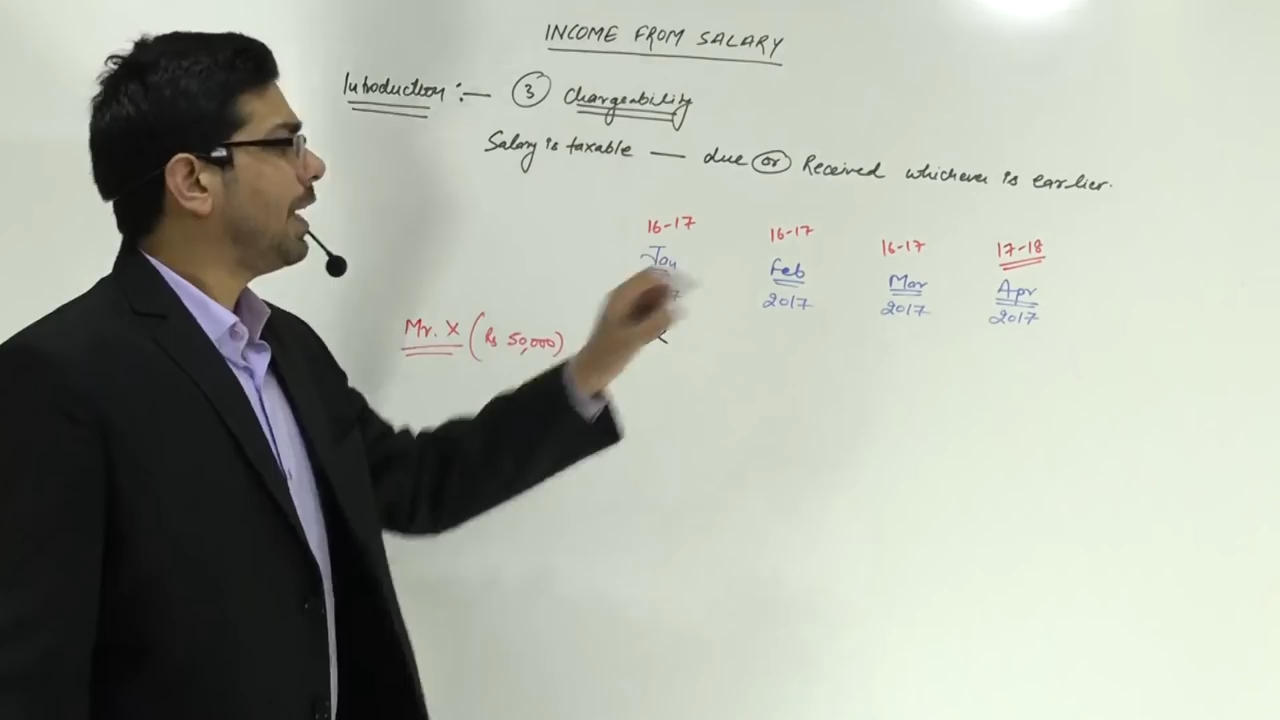 INCOME FROM SALARY
Introduction :— ③ Chargeability
Salary is taxable — due or Received whichever is earlier.
16-17 16-17 16-17 17-18
Jan Feb Mar Apr
2017 2017 2017
Mr. X (Rs 50,000)